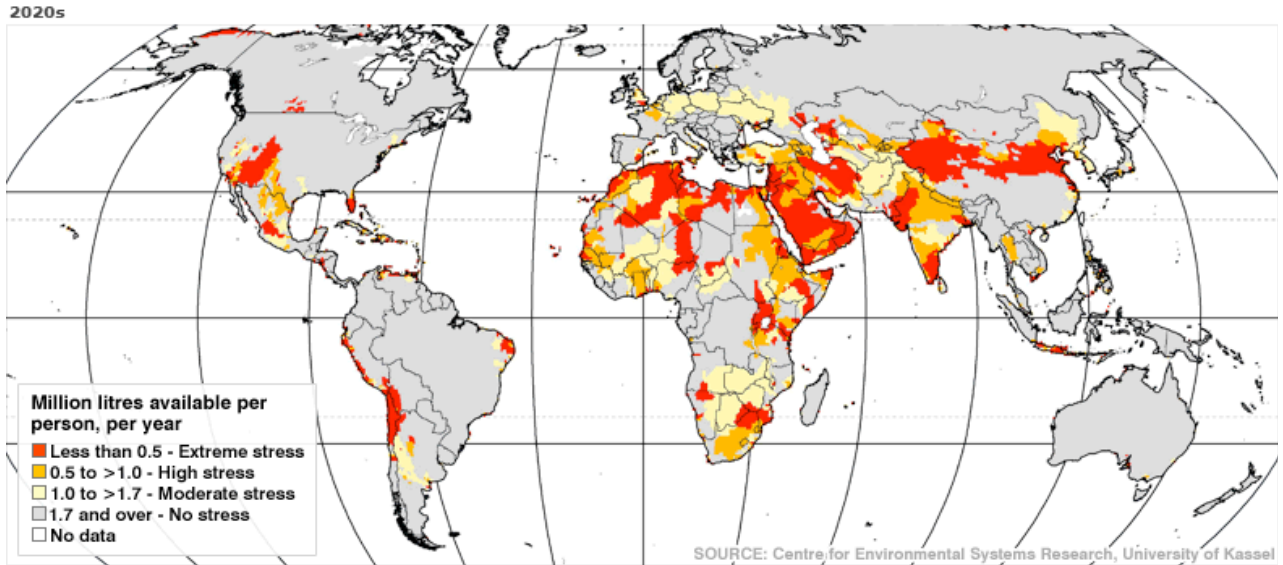 2020s
Million litres available per
person, per year
Less than 0.5 - Extreme stress
0.5 to >1.0 - High stress
1.0 to >1.7 - Moderate stress
1.7 and over - No stress
No data
SOURCE: Centre for Environmental Systems Research, University of Kassel